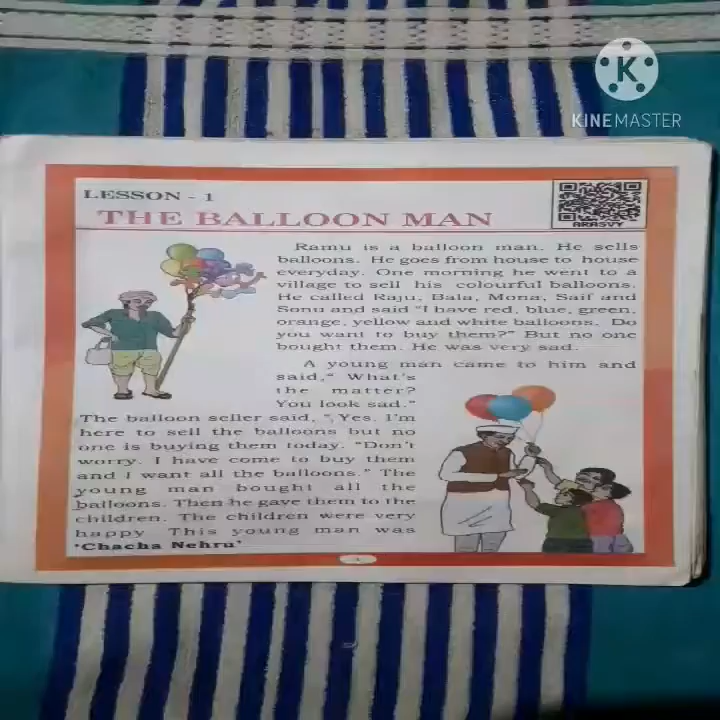 KINEMASTER
LESSON - 1
THE BALLOON MAN
Ramu is a balloon man. He sells
balloons. He goes from house to house
everyday. One morning he went to a
village to sell his colourful balloons.
He called Raju, Bala, Mona, Saif and
Sonu and said "I have red, blue, green,
orange, yellow and white balloons. Do
you want to buy them?" But no one
bought them. He was very sad.
A young man came to him and
said," What's
the matter?
You look sad."
The balloon seller said, ", Yes. I'm
here to sell the balloons but no
one is buying them today. "Don't
worry. I have come to buy them
and I want all the balloons." The
young man bought all the
balloons. Then he gave them to the
children. The children were very
happy This young man was
'Chacha Nehru'